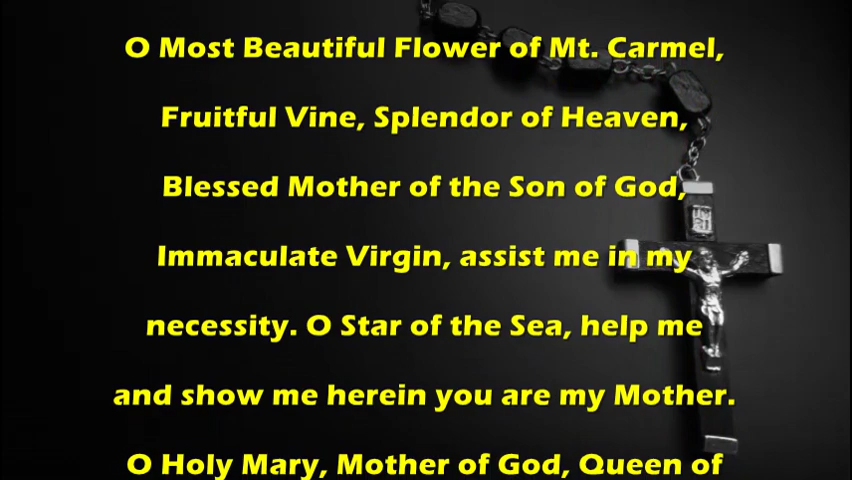 O Most Beautiful Flower of Mt. Carmel,
Fruitful Vine, Splendor of Heaven,
Blessed Mother of the Son of God,
Immaculate Virgin, assist me in my
necessity. O Star of the Sea, help me
and show me herein you are my Mother.
O Holy Mary, Mother of God, Queen of